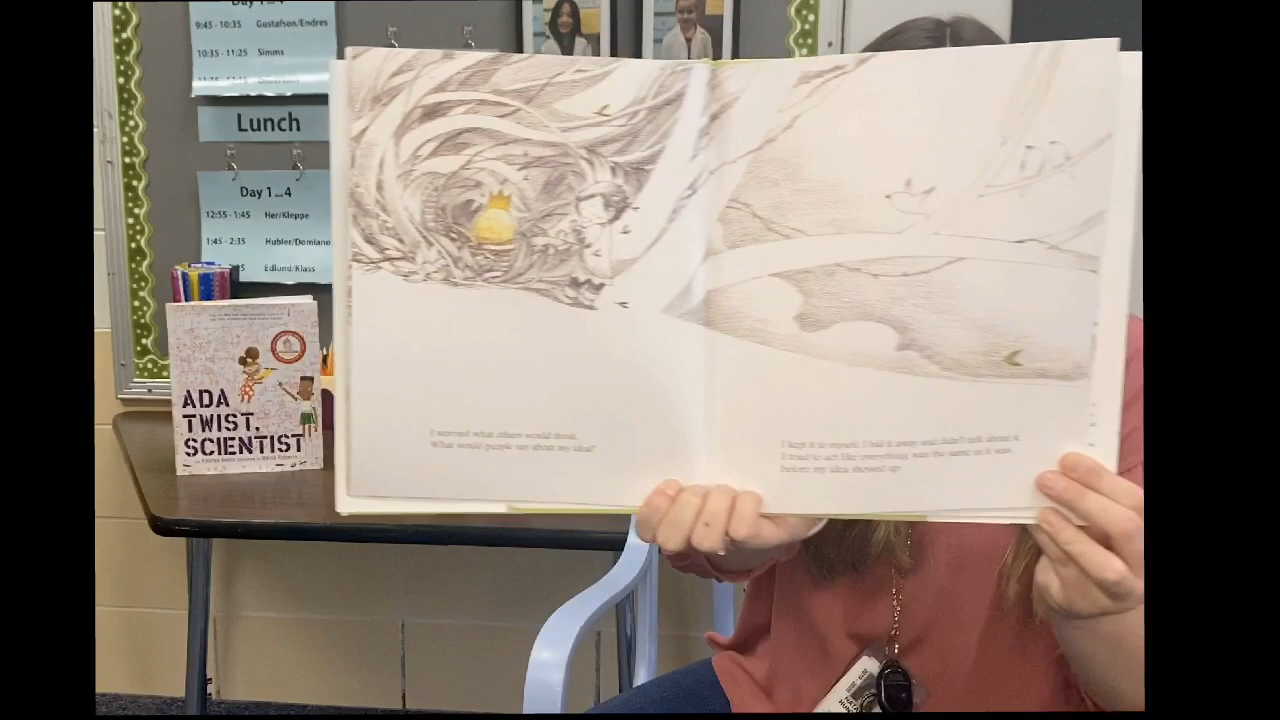 Day 1-4
9:45 - 10:35 Gustafson/Endres
10:35 - 11:25 Simms
Lunch
Day 1-4
12:55 - 1:45 Her/Kleppe
1:45 - 2:35 Hubler/Domiano
Edlund/Klass
ADA
TWIST,
SCIENTIST
I worried what others would think.
What would people say about my idea?
I kept it to myself. I hid it away and didn't talk about it.
I tried to act like everything was the same as it was
before my idea showed up.